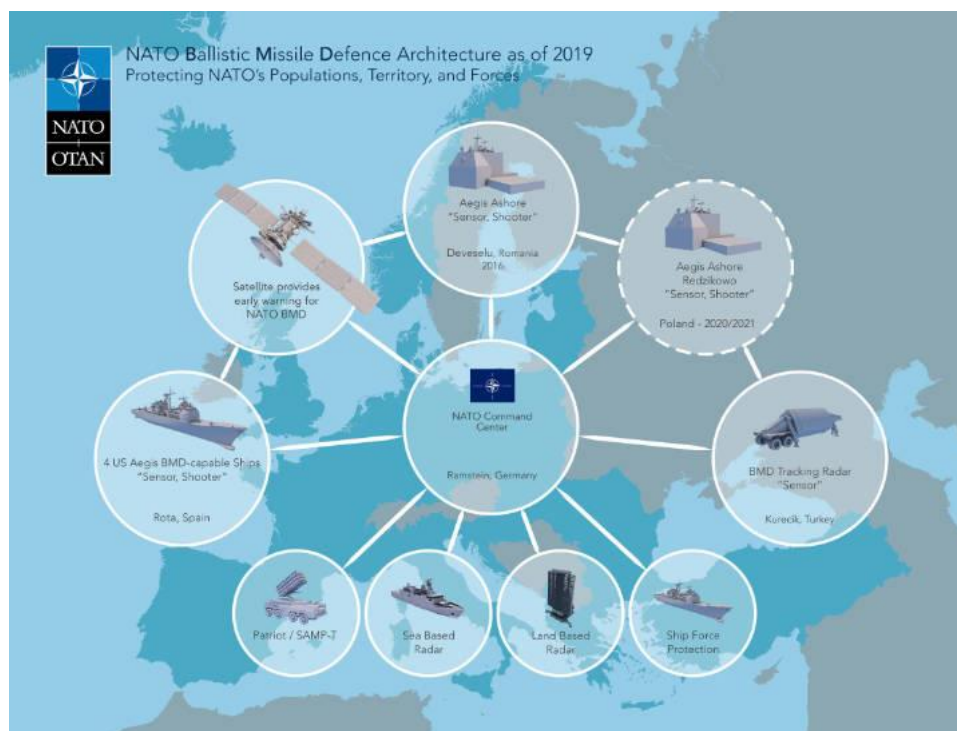 NATO Ballistic Missile Defence Architecture as of 2019
Protecting NATO's Populations, Territory, and Forces
NATO
OTAN
Aegis Ashore
"Sensor, Shooter"
Deveselu, Romania
2016
Satellite provides
early warning for
NATO BMD
Aegis Ashore
Redzikowo
"Sensor, Shooter"
Poland - 2020/2021
NATO Command
Center
Ramstein, Germany
4 US Aegis BMD-capable Ships
"Sensor, Shooter"
Rota, Spain
BMD Tracking Radar
"Sensor"
Kurecik, Turkey
Patriot / SAMP-T
Sea Based
Radar
Land Based
Radar
Ship Force
Protection